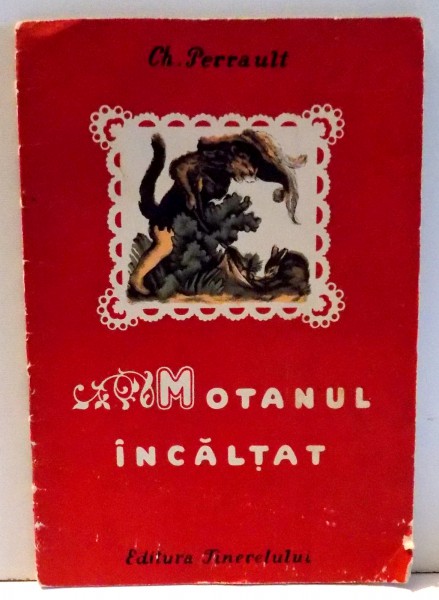 Ch. Perrault
MOTANUL
ÎNCĂLȚAT
Editura Tineretului